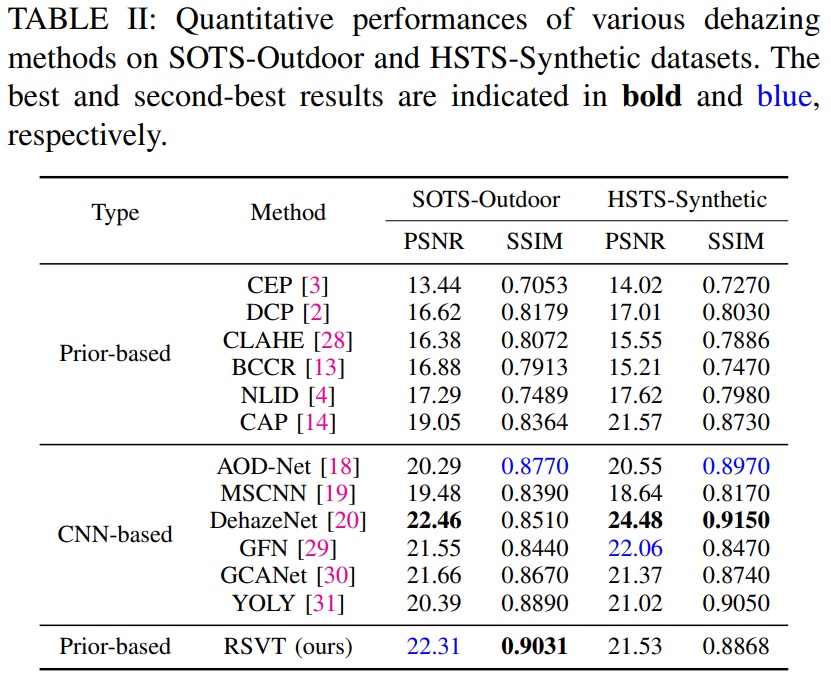 TABLE II: Quantitative performances of various dehazing
methods on SOTS-Outdoor and HSTS-Synthetic datasets. The
best and second-best results are indicated in bold and blue,
respectively.
Type Method SOTS-Outdoor HSTS-Synthetic
PSNR SSIM PSNR SSIM
Prior-based
CEP [3] 13.44 0.7053 14.02 0.7270
DCP [2] 16.62 0.8179 17.01 0.8030
CLAHE [28] 16.38 0.8072 15.55 0.7886
BCCR [13] 16.88 0.7913 15.21 0.7470
NLID [4] 17.29 0.7489 17.62 0.7980
CAP [14] 19.05 0.8364 21.57 0.8730
CNN-based
AOD-Net [18] 20.29 0.8770 20.55 0.8970
MSCNN [19] 19.48 0.8390 18.64 0.8170
DehazeNet [20] 22.46 0.8510 24.48 0.9150
GFN [29] 21.55 0.8440 22.06 0.8470
GCANet [30] 21.66 0.8670 21.37 0.8740
YOLY [31] 20.39 0.8890 21.02 0.9050
Prior-based RSVT (ours) 22.31 0.9031 21.53 0.8868